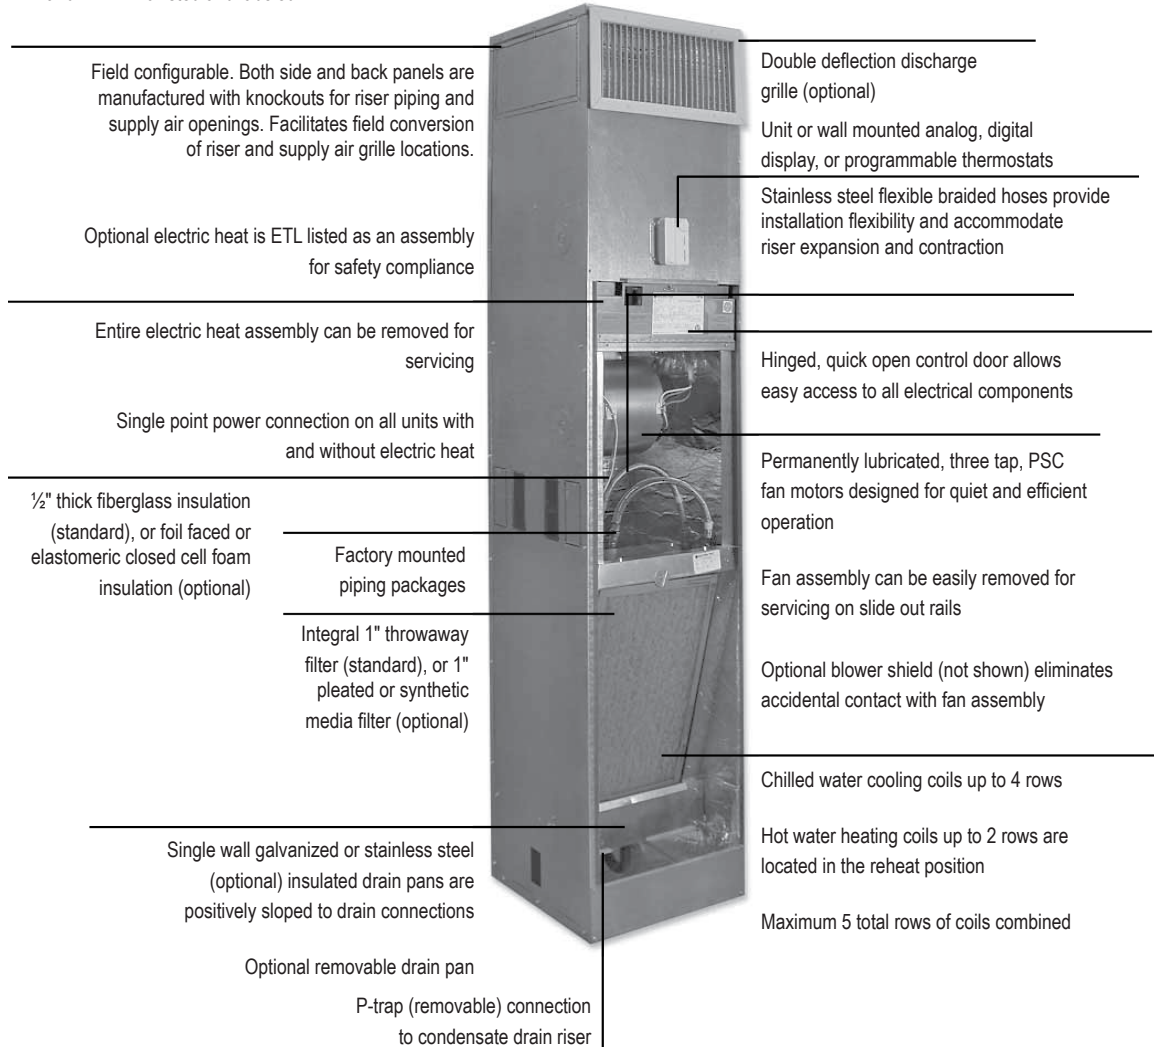 Field configurable. Both side and back panels are
manufactured with knockouts for riser piping and
supply air openings. Facilitates field conversion
of riser and supply air grille locations.
Optional electric heat is ETL listed as an assembly
for safety compliance
Entire electric heat assembly can be removed for
servicing
Single point power connection on all units with
and without electric heat
½" thick fiberglass insulation
(standard), or foil faced or
elastomeric closed cell foam
insulation (optional)
Factory mounted
piping packages
Integral 1" throwaway
filter (standard), or 1"
pleated or synthetic
media filter (optional)
Single wall galvanized or stainless steel
(optional) insulated drain pans are
positively sloped to drain connections
Optional removable drain pan
P-trap (removable) connection
to condensate drain riser
Double deflection discharge
grille (optional)
Unit or wall mounted analog, digital
display, or programmable thermostats
Stainless steel flexible braided hoses provide
installation flexibility and accommodate
riser expansion and contraction
Hinged, quick open control door allows
easy access to all electrical components
Permanently lubricated, three tap, PSC
fan motors designed for quiet and efficient
operation
Fan assembly can be easily removed for
servicing on slide out rails
Optional blower shield (not shown) eliminates
accidental contact with fan assembly
Chilled water cooling coils up to 4 rows
Hot water heating coils up to 2 rows are
located in the reheat position
Maximum 5 total rows of coils combined